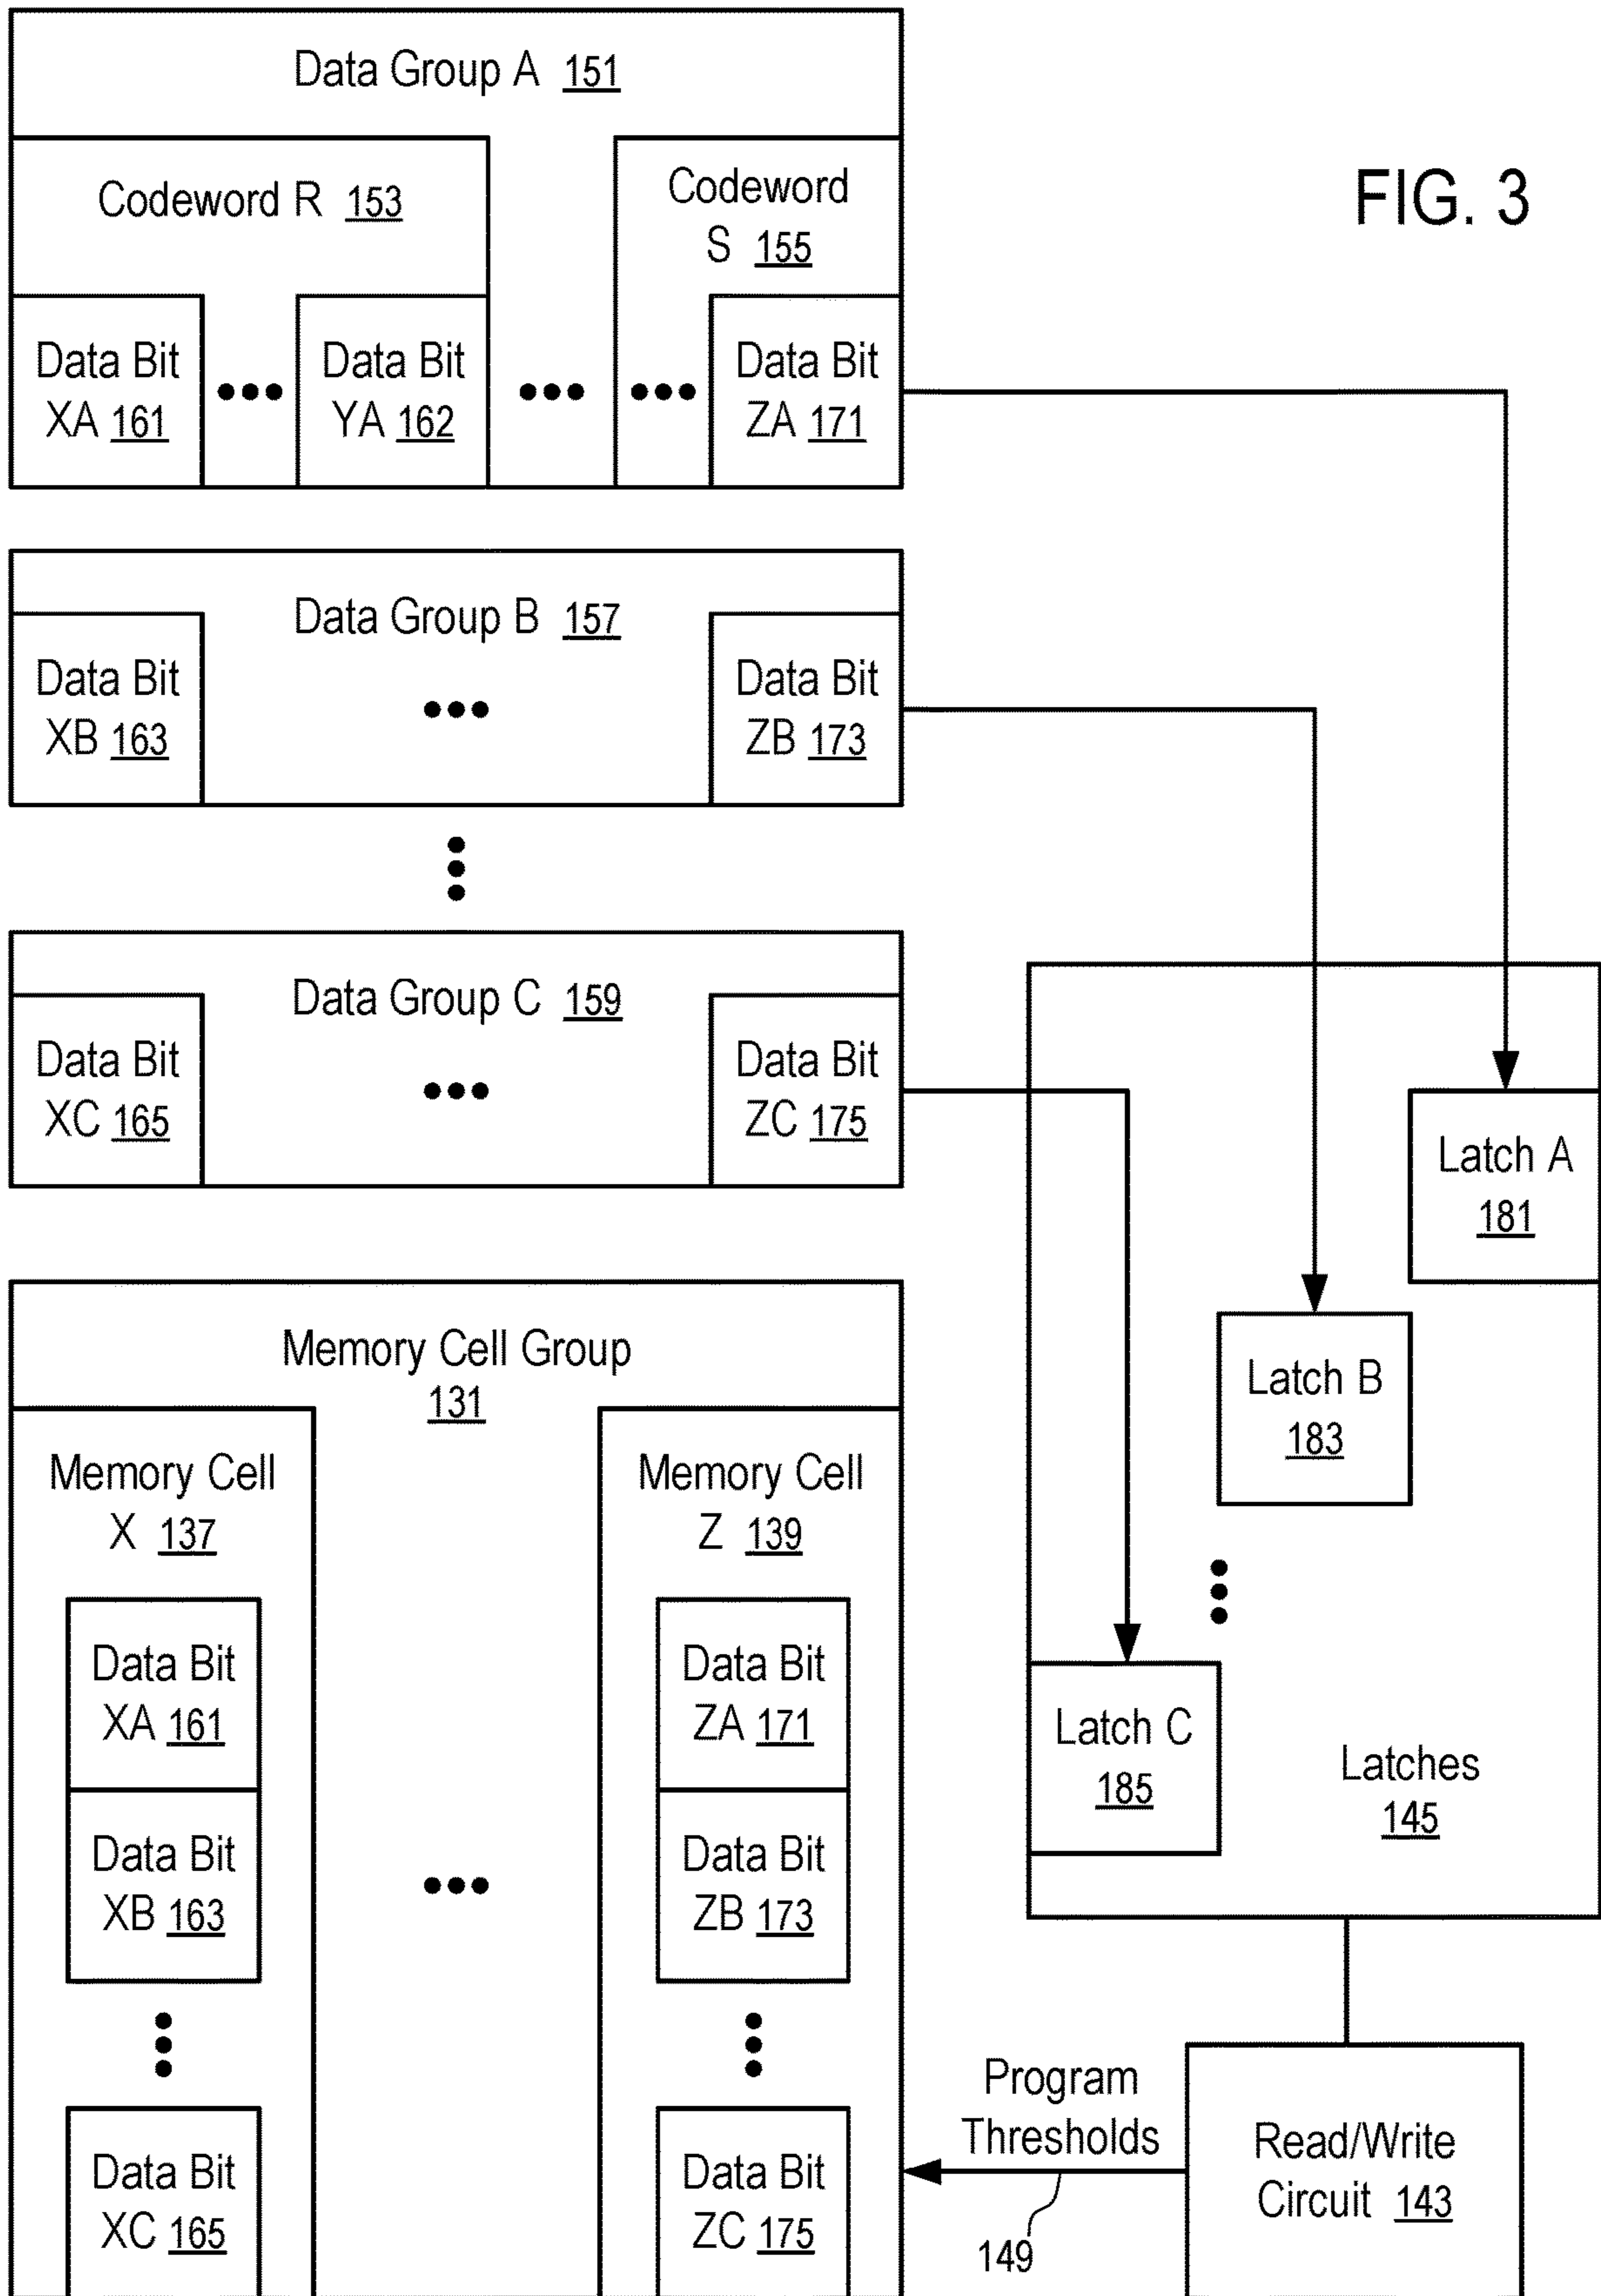 Data Group A 151
FIG. 3
Codeword R 153
Codeword
S 155
Data Bit
XA 161
Data Bit
YA 162
Data Bit
ZA 171
Data Group B 157
Data Bit
XB 163
Data Bit
ZB 173
Data Group C 159
Data Bit
XC 165
Data Bit
ZC 175
Latch A
181
Latch B
183
Latch C
185
Latches
145
Memory Cell Group
131
Memory Cell
X 137
Memory Cell
Z 139
Data Bit
XA 161
Data Bit
ZA 171
Data Bit
XB 163
Data Bit
ZB 173
Data Bit
XC 165
Data Bit
ZC 175
Program
Thresholds
149
Read/Write
Circuit 143